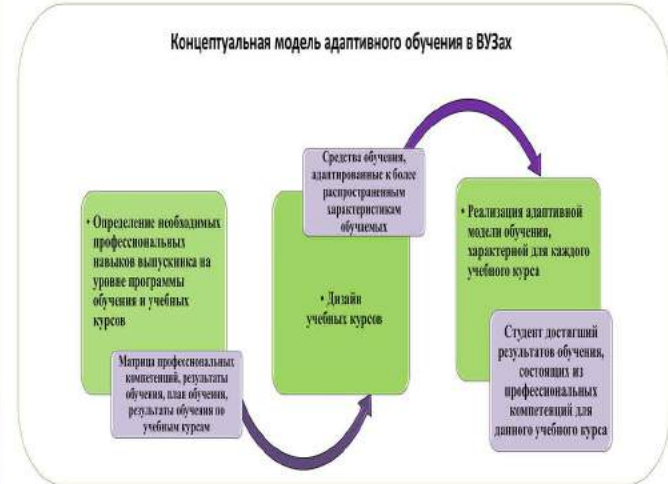 Концептуальная модель адаптивного обучения в ВУЗах
• Определение необходимых
профессиональных
навыков выпускника на
уровне программы
обучения и учебных
курсов
Матрица профессиональных
компетенций, результаты
обучения, план обучения,
результаты обучения по
учебным курсам
Средства обучения,
адаптированные к более
распространенным
характеристикам
обучаемых
• Дизайн
учебных курсов
• Реализация адаптивной
модели обучения,
характерной для каждого
учебного курса
Студент достигший
результатов обучения,
состоящих из
профессиональных
компетенций для
данного учебного курса